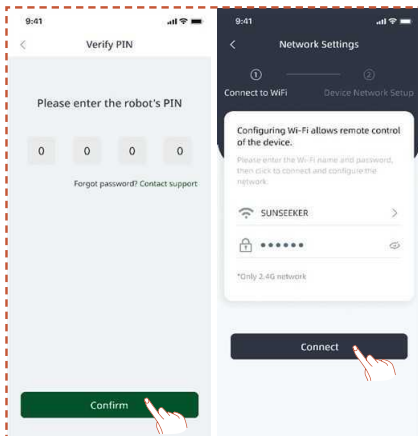 9:41
Verify PIN
Please enter the robot's PIN
0 0 0 0
Forgot password? Contact support
Confirm
9:41
Network Settings
1 2
Connect to WiFi Device Network Setup
Configuring Wi-Fi allows remote control
of the device.
Please enter the Wi-Fi name and password,
then click to connect and configure the
network.
SUNSEEKER
*Only 2.4G network
Connect